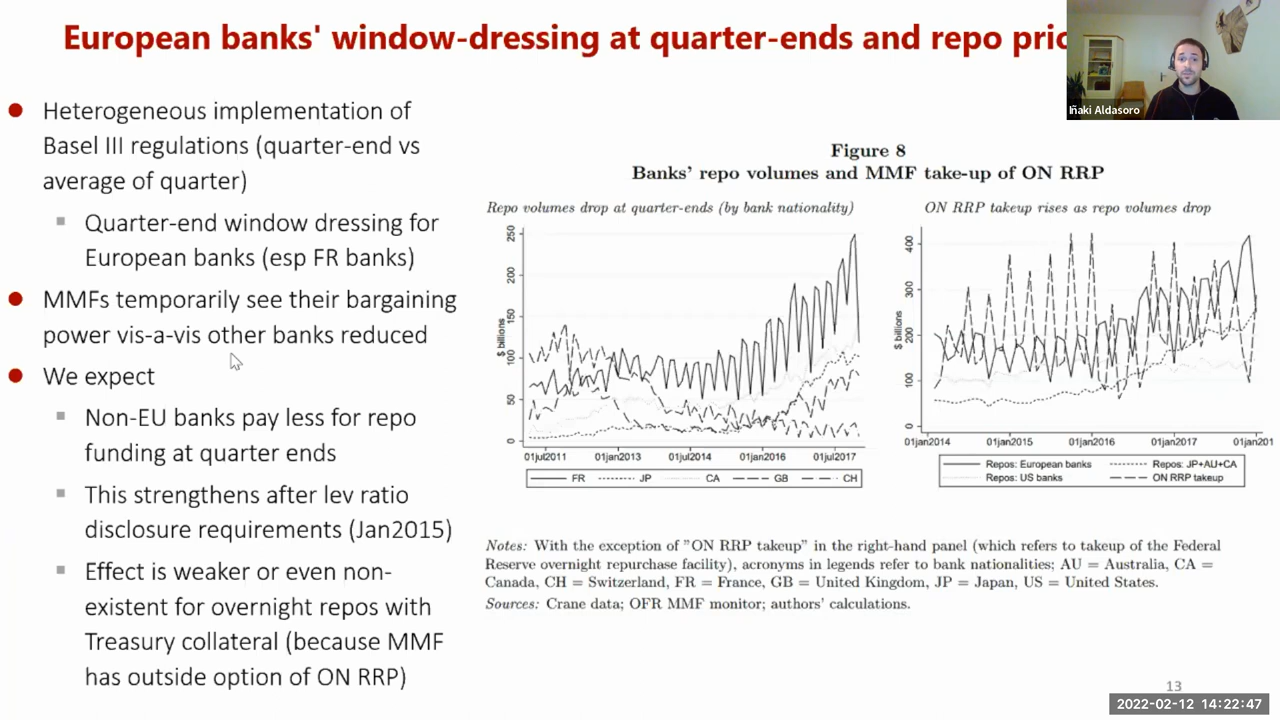 European banks' window-dressing at quarter-ends and repo
Iñaki Aldasoro
Heterogeneous implementation of
Basel III regulations (quarter-end vs
average of quarter)
Quarter-end window dressing for
European banks (esp FR banks)
MMFs temporarily see their bargaining
power vis-a-vis other banks reduced
We expect
Non-EU banks pay less for repo
funding at quarter ends
This strengthens after lev ratio
disclosure requirements (Jan2015)
Effect is weaker or even non-
existent for overnight repos with
Treasury collateral (because MMF
has outside option of ON RRP)
Figure 8
Banks' repo volumes and MMF take-up of ON RRP
Repo volumes drop at quarter-ends (by bank nationality)
$ billions
250
200
150
100
50
0
01jul2011 01jan2013 01jul2014 01jan2016 01jul2017
FR JP CA GB CH
ON RRP takeup rises as repo volumes drop
$ billions
400
300
200
100
0
01jan2014 01jan2015 01jan2016 01jan2017 01jan201
Repos: European banks Repos: JP+AU+CA
Repos: US banks ON RRP takeup
Notes: With the exception of "ON RRP takeup" in the right-hand panel (which refers to takeup of the Federal
Reserve overnight repurchase facility), acronyms in legends refer to bank nationalities; AU = Australia, CA =
Canada, CH = Switzerland, FR = France, GB = United Kingdom, JP = Japan, US = United States.
Sources: Crane data; OFR MMF monitor; authors' calculations.
13
2022-02-12 14:22:47